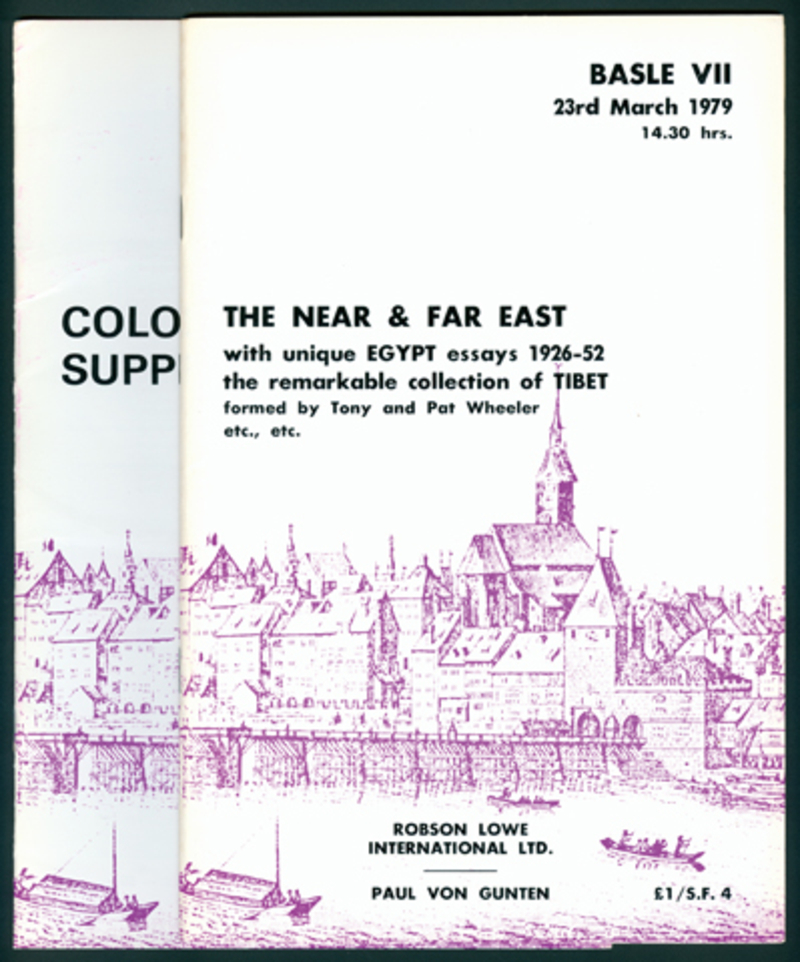 COLO
SUPP
BASLE VII
23rd March 1979
14.30 hrs.
THE NEAR & FAR EAST
with unique EGYPT essays 1926-52
the remarkable collection of TIBET
formed by Tony and Pat Wheeler
etc., etc.
ROBSON LOWE
INTERNATIONAL LTD.
PAUL VON GUNTEN
£1/S.F. 4